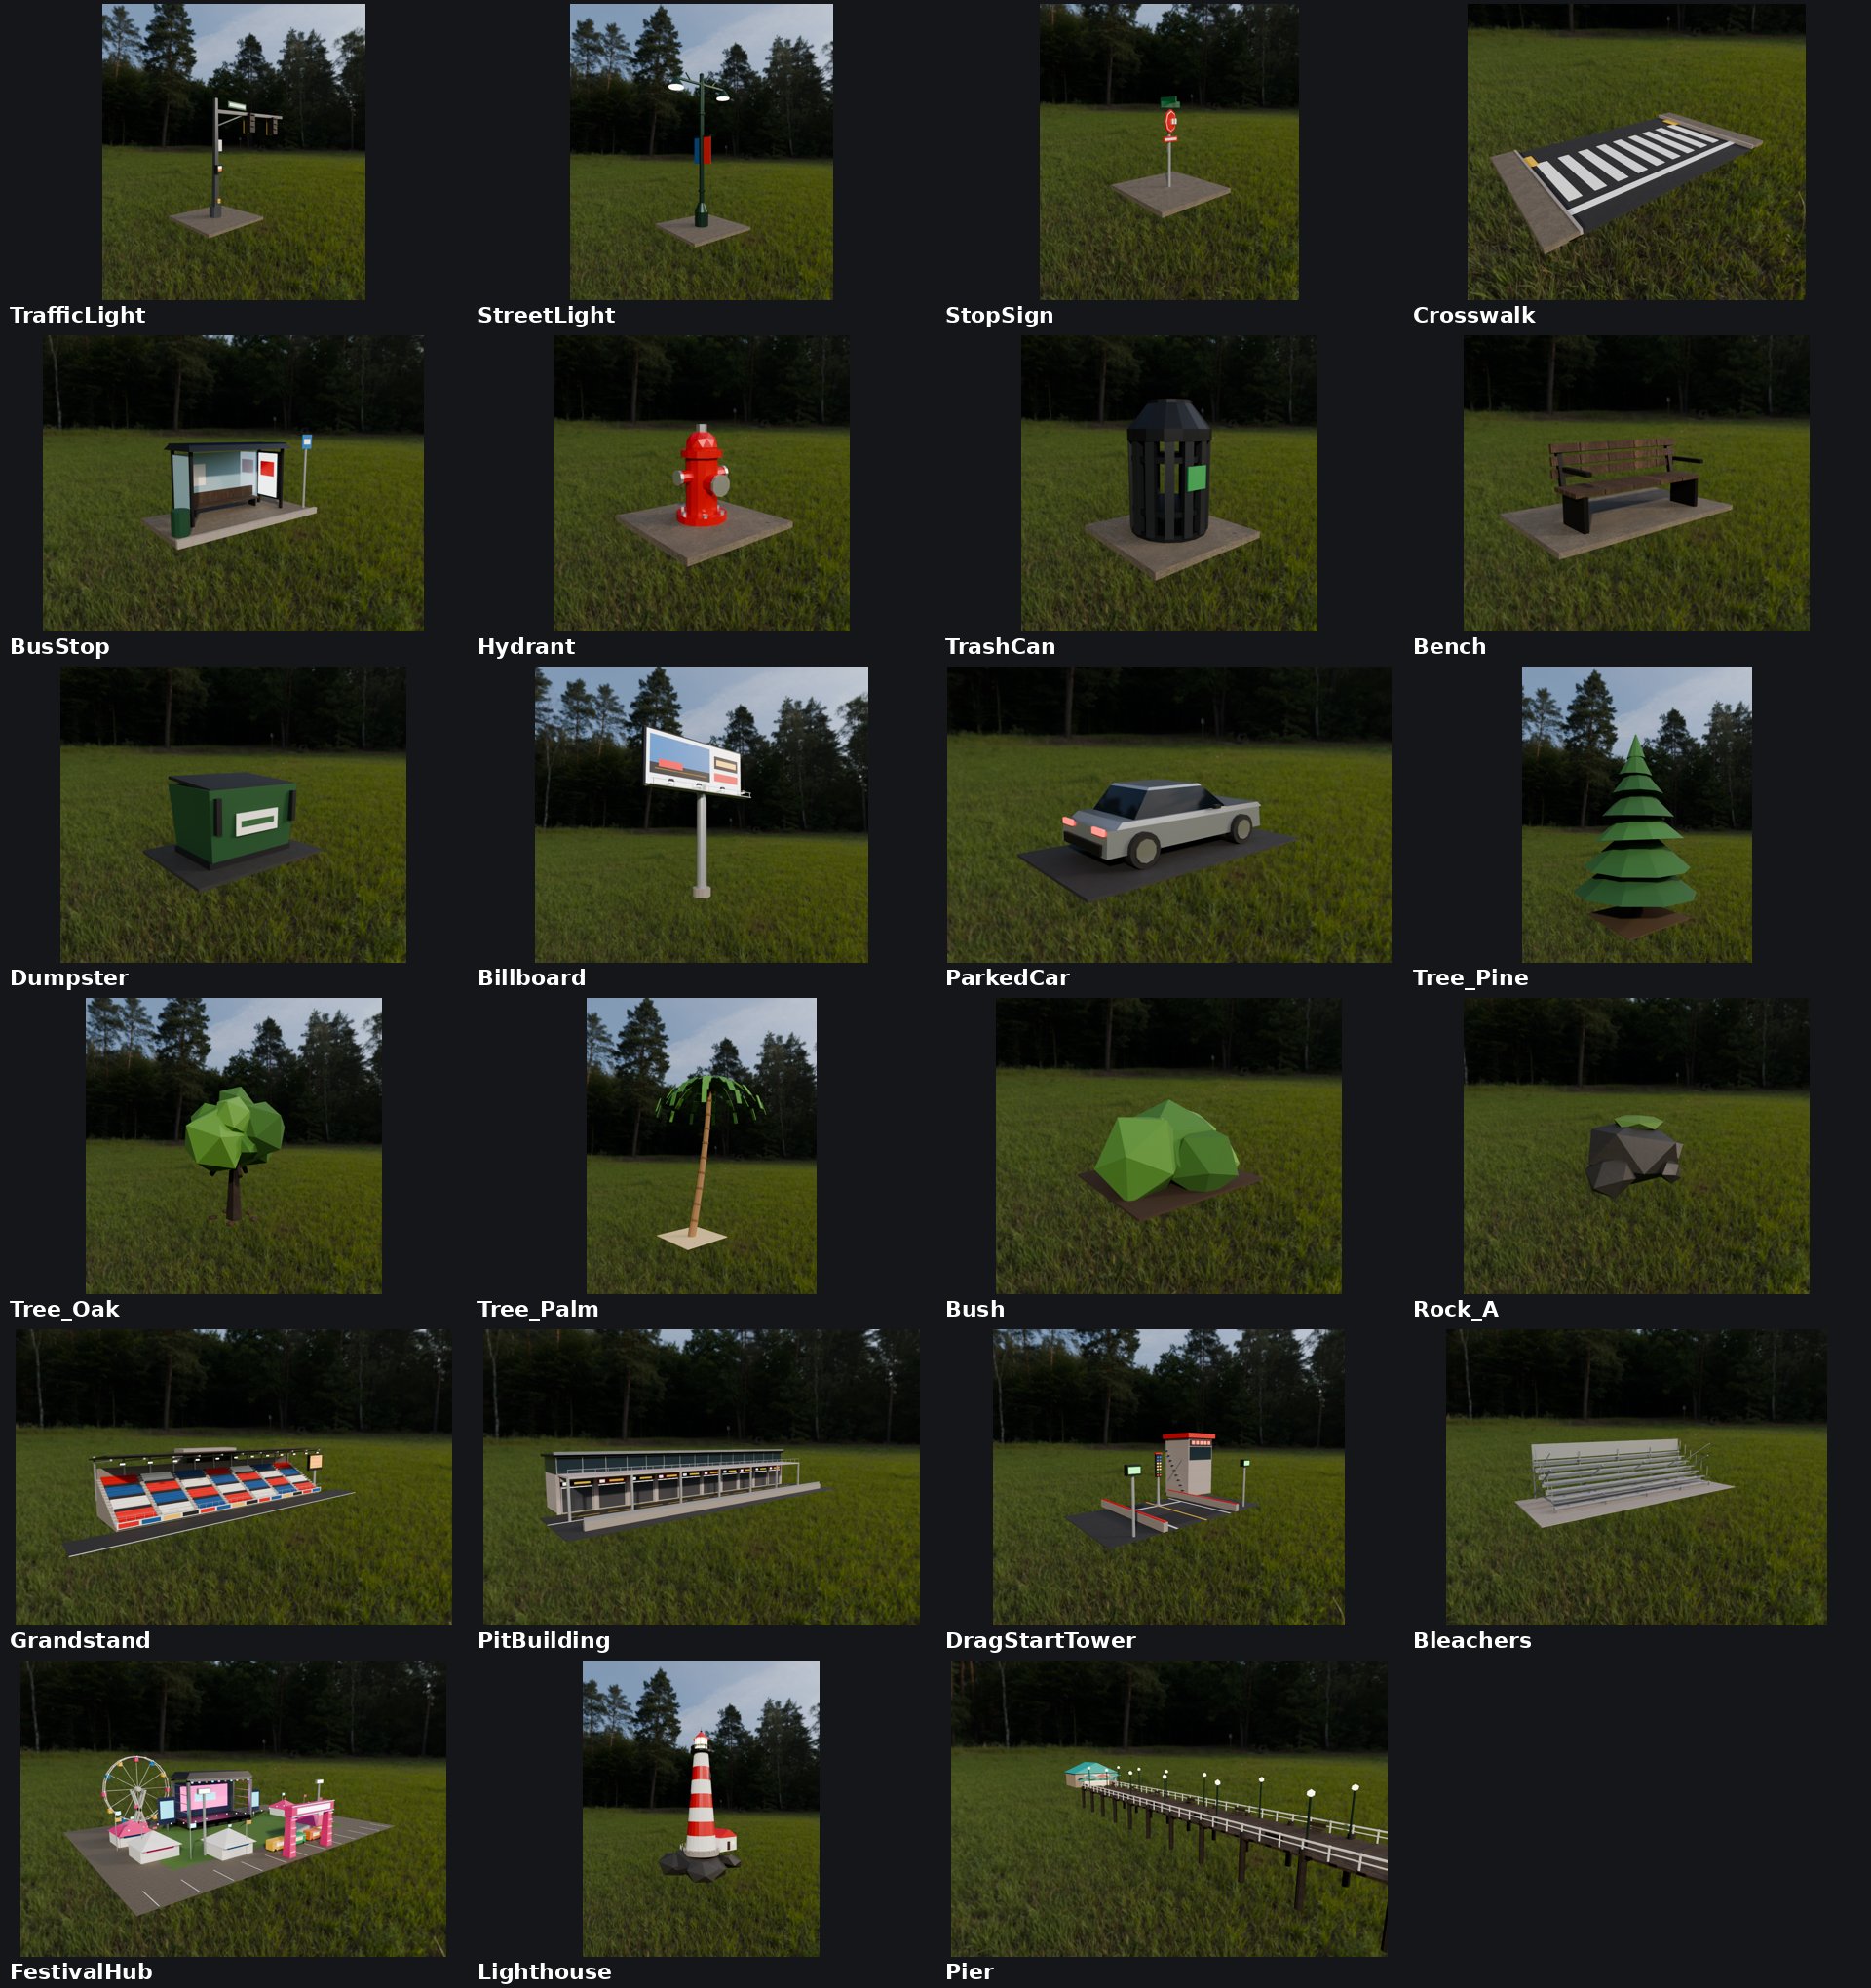 TrafficLight
StreetLight
StopSign
Crosswalk
BusStop
Hydrant
TrashCan
Bench
Dumpster
Billboard
ParkedCar
Tree_Pine
Tree_Oak
Tree_Palm
Bush
Rock_A
Grandstand
PitBuilding
DragStartTower
Bleachers
FestivalHub
Lighthouse
Pier